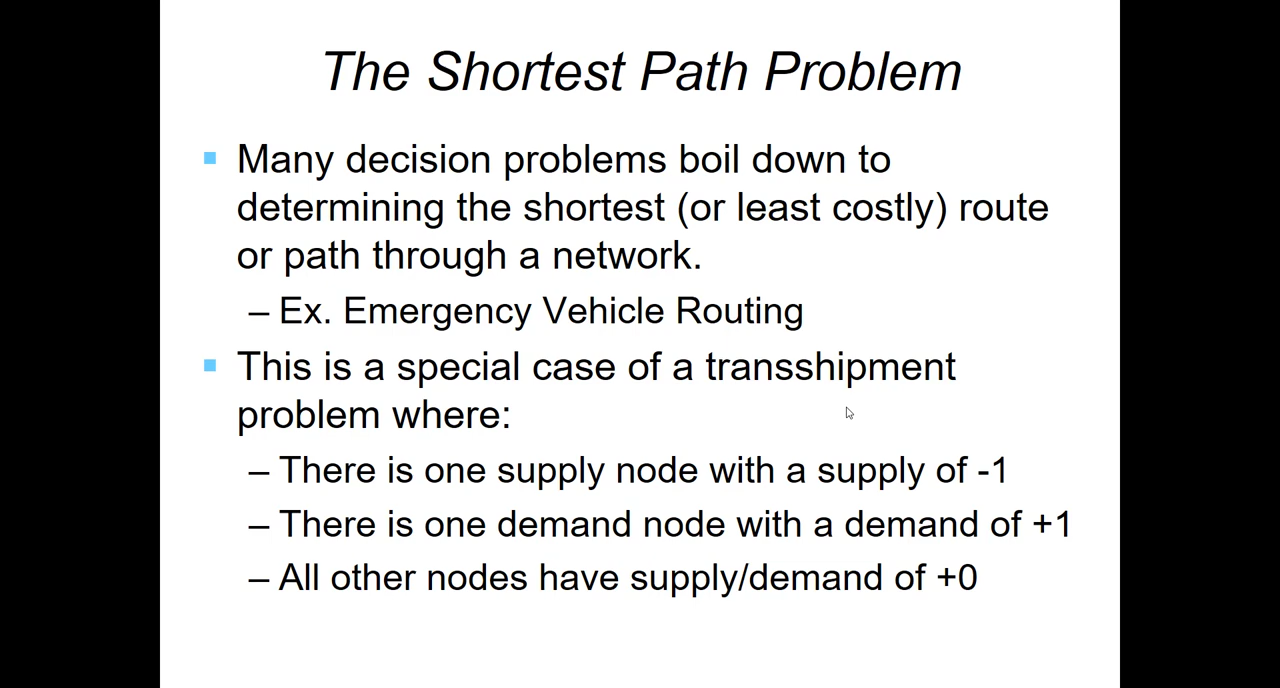 The Shortest Path Problem
Many decision problems boil down to
determining the shortest (or least costly) route
or path through a network.
– Ex. Emergency Vehicle Routing
This is a special case of a transshipment
problem where:
– There is one supply node with a supply of -1
– There is one demand node with a demand of +1
– All other nodes have supply/demand of +0